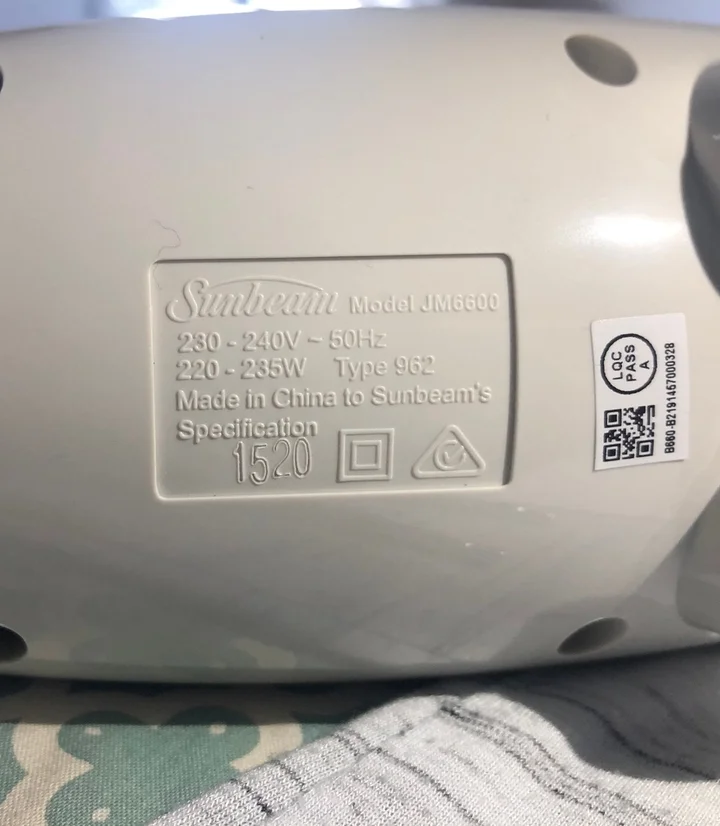 Sunbeam Model JM6600
230 - 240V ~ 50Hz
220 - 235W Type 962
Made in China to Sunbeam's
Specification
1520
LQC
PASS
A
B660-B2191457000328